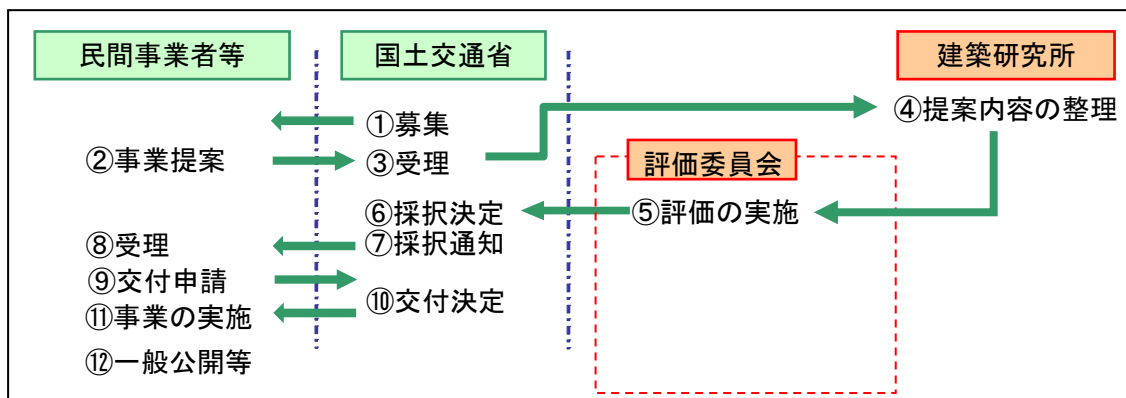 民間事業者等
国土交通省
建築研究所
①募集
④提案内容の整理
②事業提案
③受理
評価委員会
⑥採択決定
⑤評価の実施
⑧受理
⑦採択通知
⑨交付申請
⑩交付決定
⑪事業の実施
⑫一般公開等